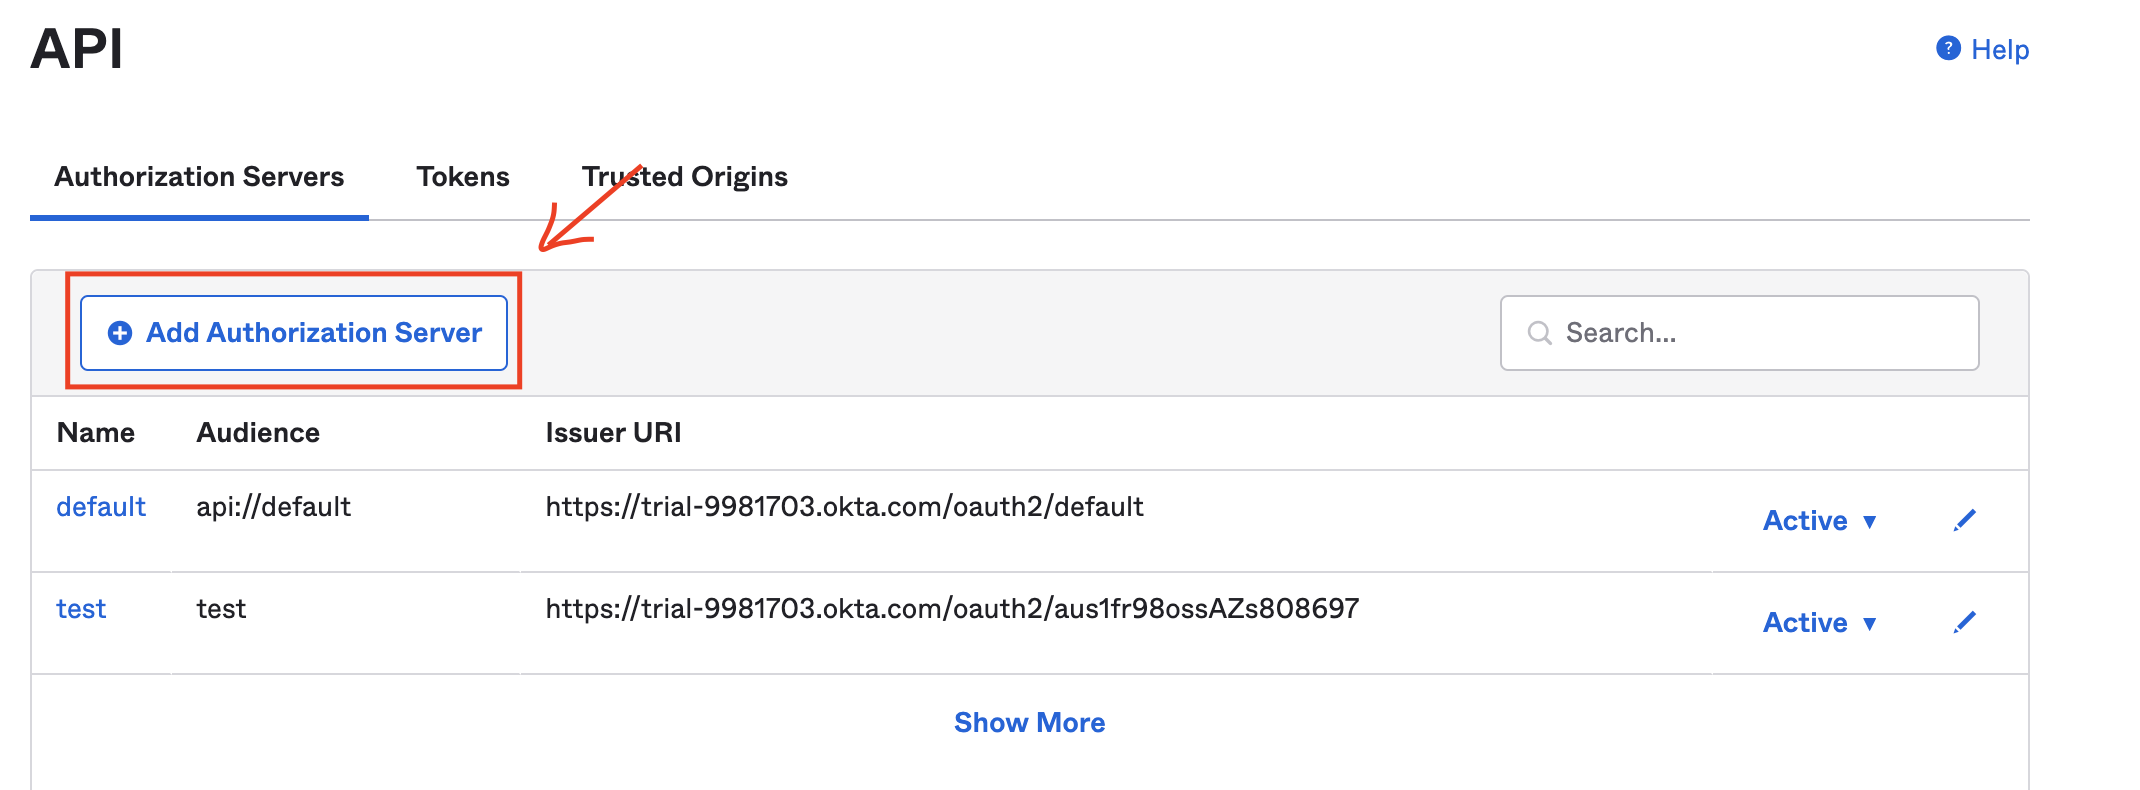 API
Help
Authorization Servers Tokens Trusted Origins
Add Authorization Server
Search...
Name Audience Issuer URI
default api://default https://trial-9981703.okta.com/oauth2/default Active
test test https://trial-9981703.okta.com/oauth2/aus1fr98ossAZs808697 Active
Show More